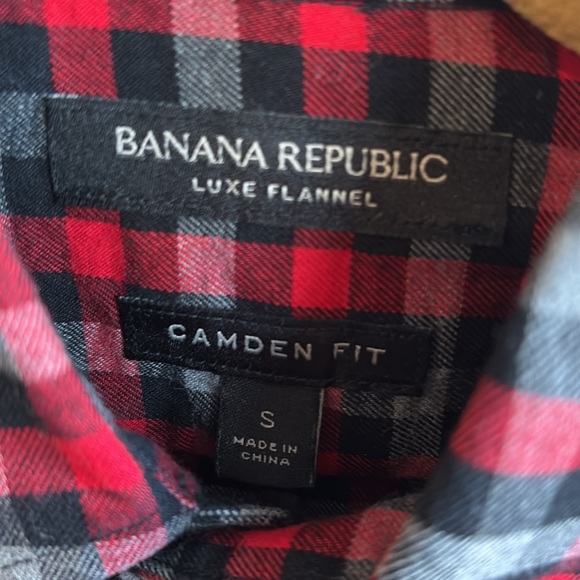 BANANA REPUBLIC
LUXE FLANNEL
CAMDEN FIT
S
MADE IN
CHINA